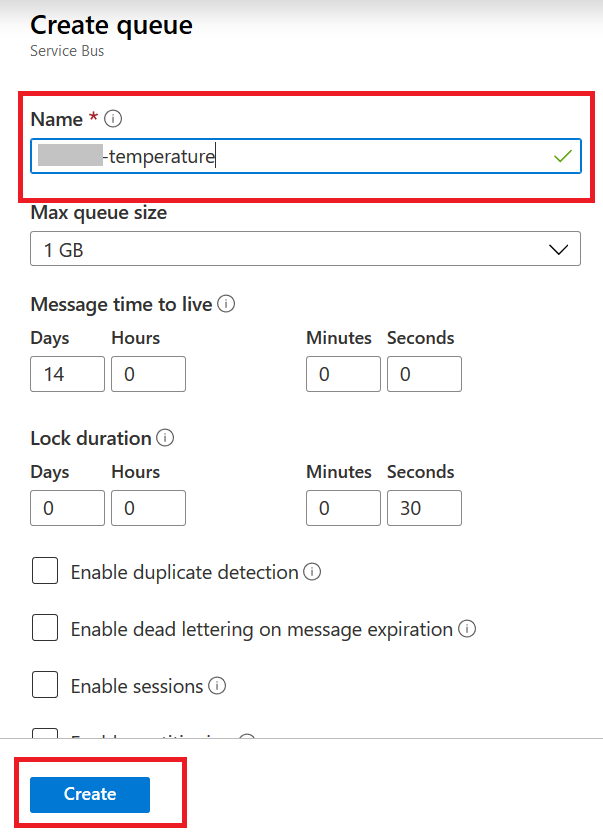 Create queue
Service Bus
Name *
-temperature
Max queue size
1 GB
Message time to live
Days Hours Minutes Seconds
14 0 0 0
Lock duration
Days Hours Minutes Seconds
0 0 0 30
Enable duplicate detection
Enable dead lettering on message expiration
Enable sessions
Create